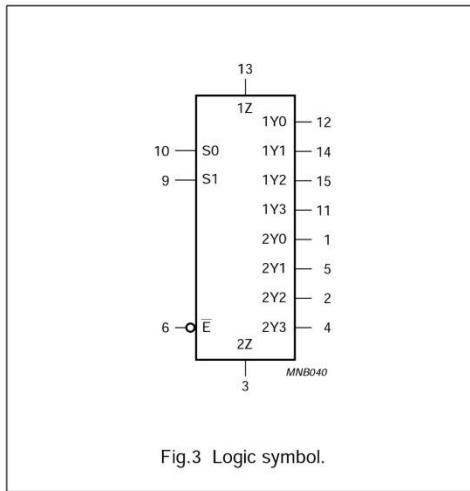 13
1Z
1Y0 12
10 S0 1Y1 14
9 S1 1Y2 15
1Y3 11
2Y0 1
2Y1 5
2Y2 2
6 E̅ 2Y3 4
2Z
MNB040
3
Fig.3 Logic symbol.